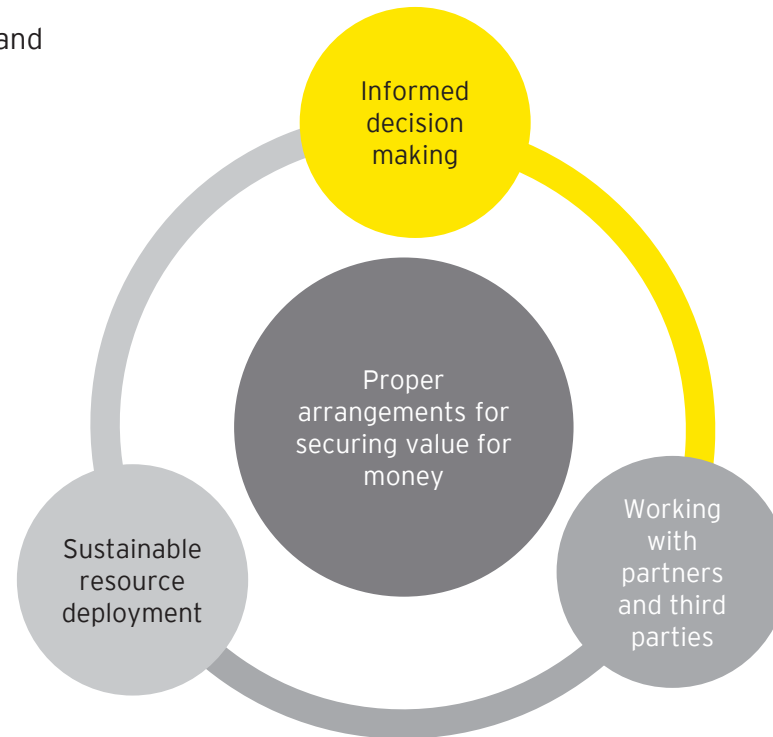 and
Informed
decision
making
Proper
arrangements for
securing value for
money
Sustainable
resource
deployment
Working
with
partners
and third
parties